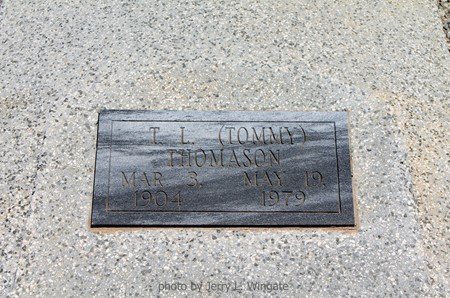 T. L. (TOMMY)
THOMASON
MAR. 3, MAY 19,
1904 1979
photo by Jerry L. Wingate